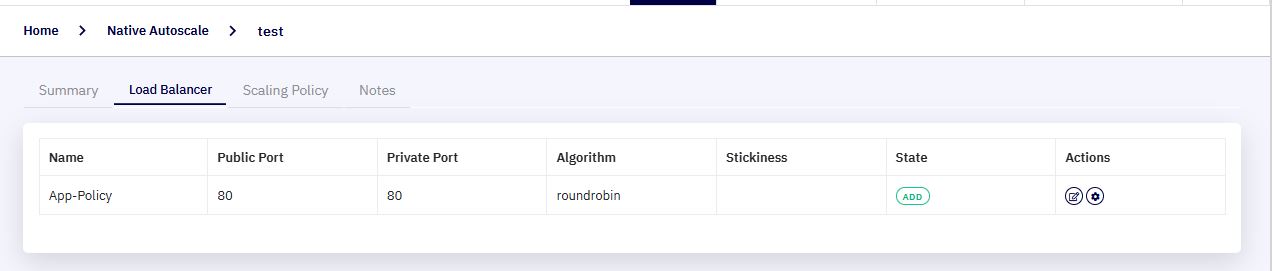 Home > Native Autoscale > test
Summary Load Balancer Scaling Policy Notes
Name Public Port Private Port Algorithm Stickiness State Actions
App-Policy 80 80 roundrobin ADD